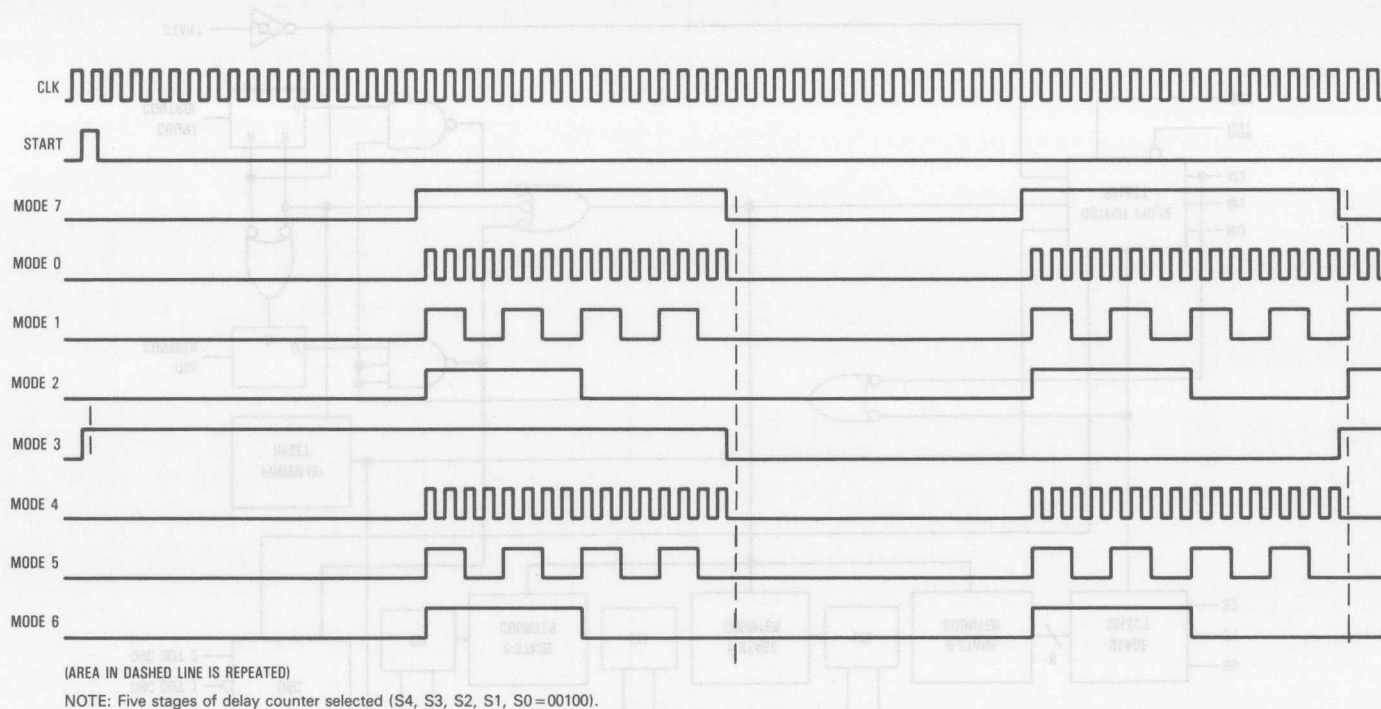 CLK
START
MODE 7
MODE 0
MODE 1
MODE 2
MODE 3
MODE 4
MODE 5
MODE 6
(AREA IN DASHED LINE IS REPEATED)
NOTE: Five stages of delay counter selected (S4, S3, S2, S1, S0=00100).